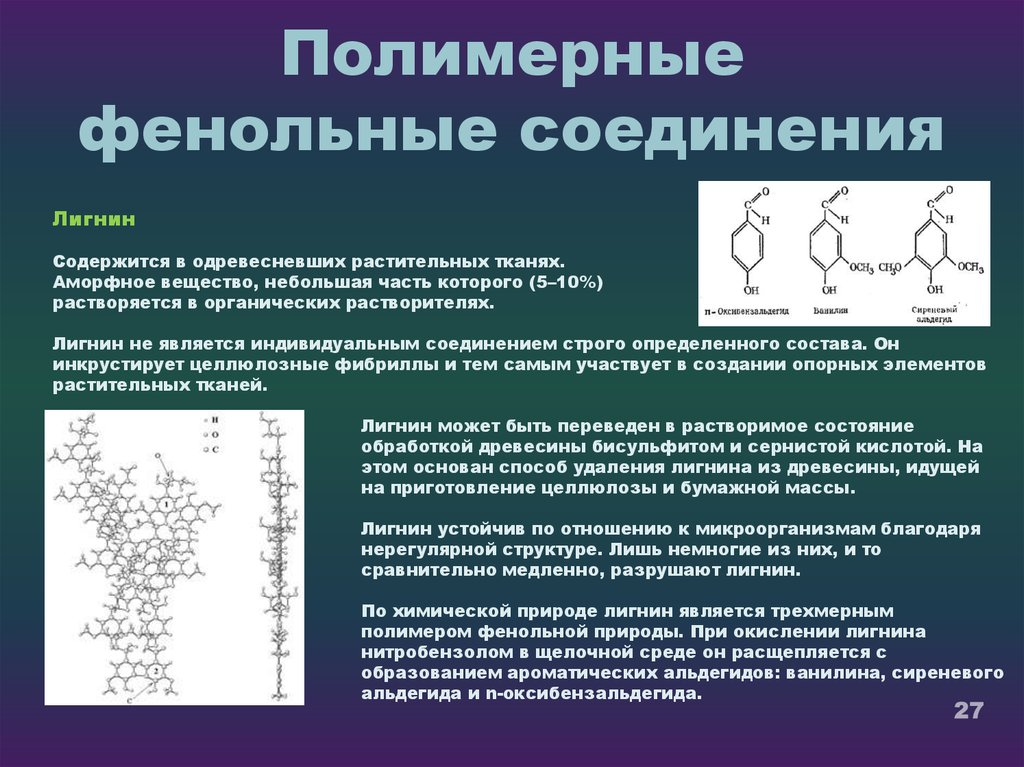 Полимерные
фенольные соединения
Лигнин
Содержится в одревесневших растительных тканях.
Аморфное вещество, небольшая часть которого (5–10%)
растворяется в органических растворителях.
C
O
H
OH
п-Оксибензальдегид
C
O
H
OCH₃
OH
Ванилин
C
O
H
CH₃O
OCH₃
OH
Сиреневый
альдегид
Лигнин не является индивидуальным соединением строго определенного состава. Он
инкрустирует целлюлозные фибриллы и тем самым участвует в создании опорных элементов
растительных тканей.
H
O
C
O
1
2
C
Лигнин может быть переведен в растворимое состояние
обработкой древесины бисульфитом и сернистой кислотой. На
этом основан способ удаления лигнина из древесины, идущей
на приготовление целлюлозы и бумажной массы.
Лигнин устойчив по отношению к микроорганизмам благодаря
нерегулярной структуре. Лишь немногие из них, и то
сравнительно медленно, разрушают лигнин.
По химической природе лигнин является трехмерным
полимером фенольной природы. При окислении лигнина
нитробензолом в щелочной среде он расщепляется с
образованием ароматических альдегидов: ванилина, сиреневого
альдегида и n-оксибензальдегида.
27